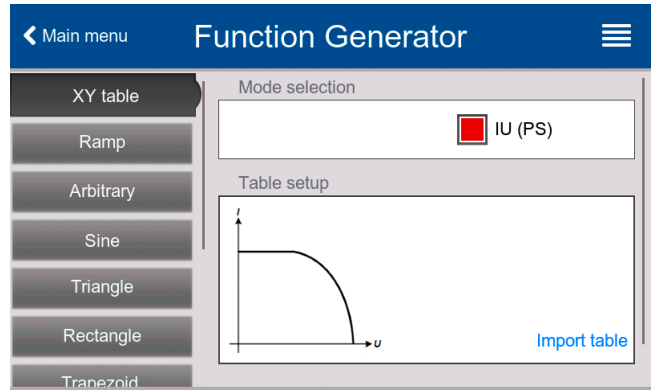 Main menu
Function Generator
XY table
Ramp
Arbitrary
Sine
Triangle
Rectangle
Trapezoid
Mode selection
IU (PS)
Table setup
I
U
Import table